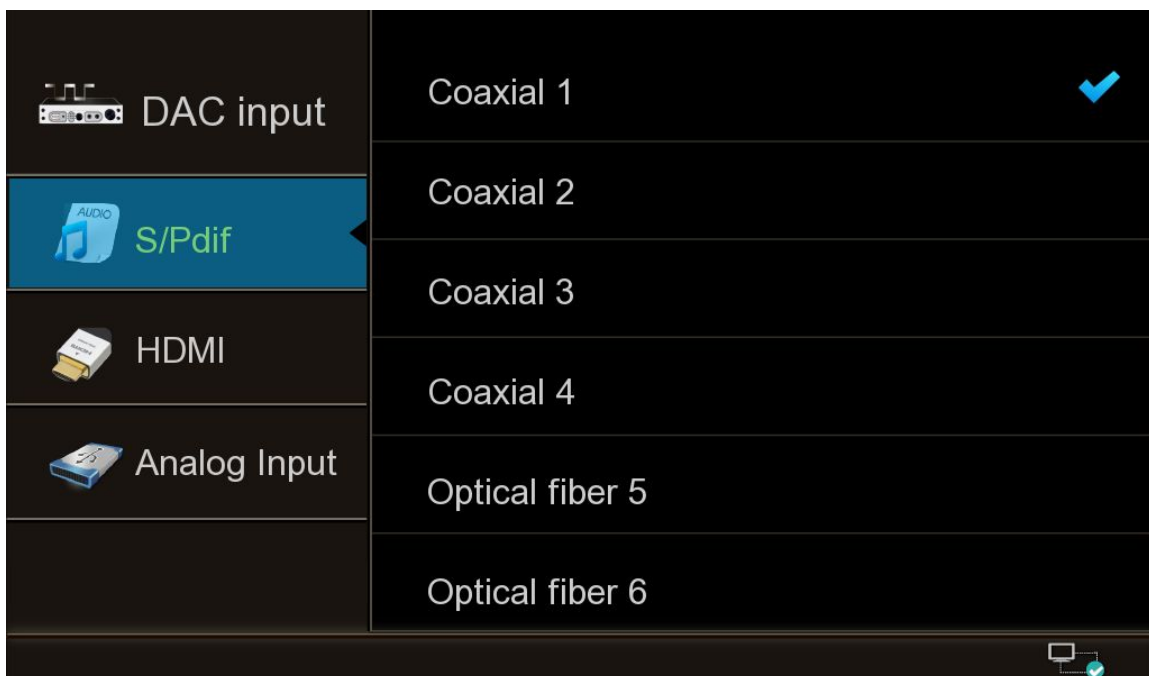 DAC input
AUDIO
S/Pdif
HDMI
Analog Input
Coaxial 1
Coaxial 2
Coaxial 3
Coaxial 4
Optical fiber 5
Optical fiber 6